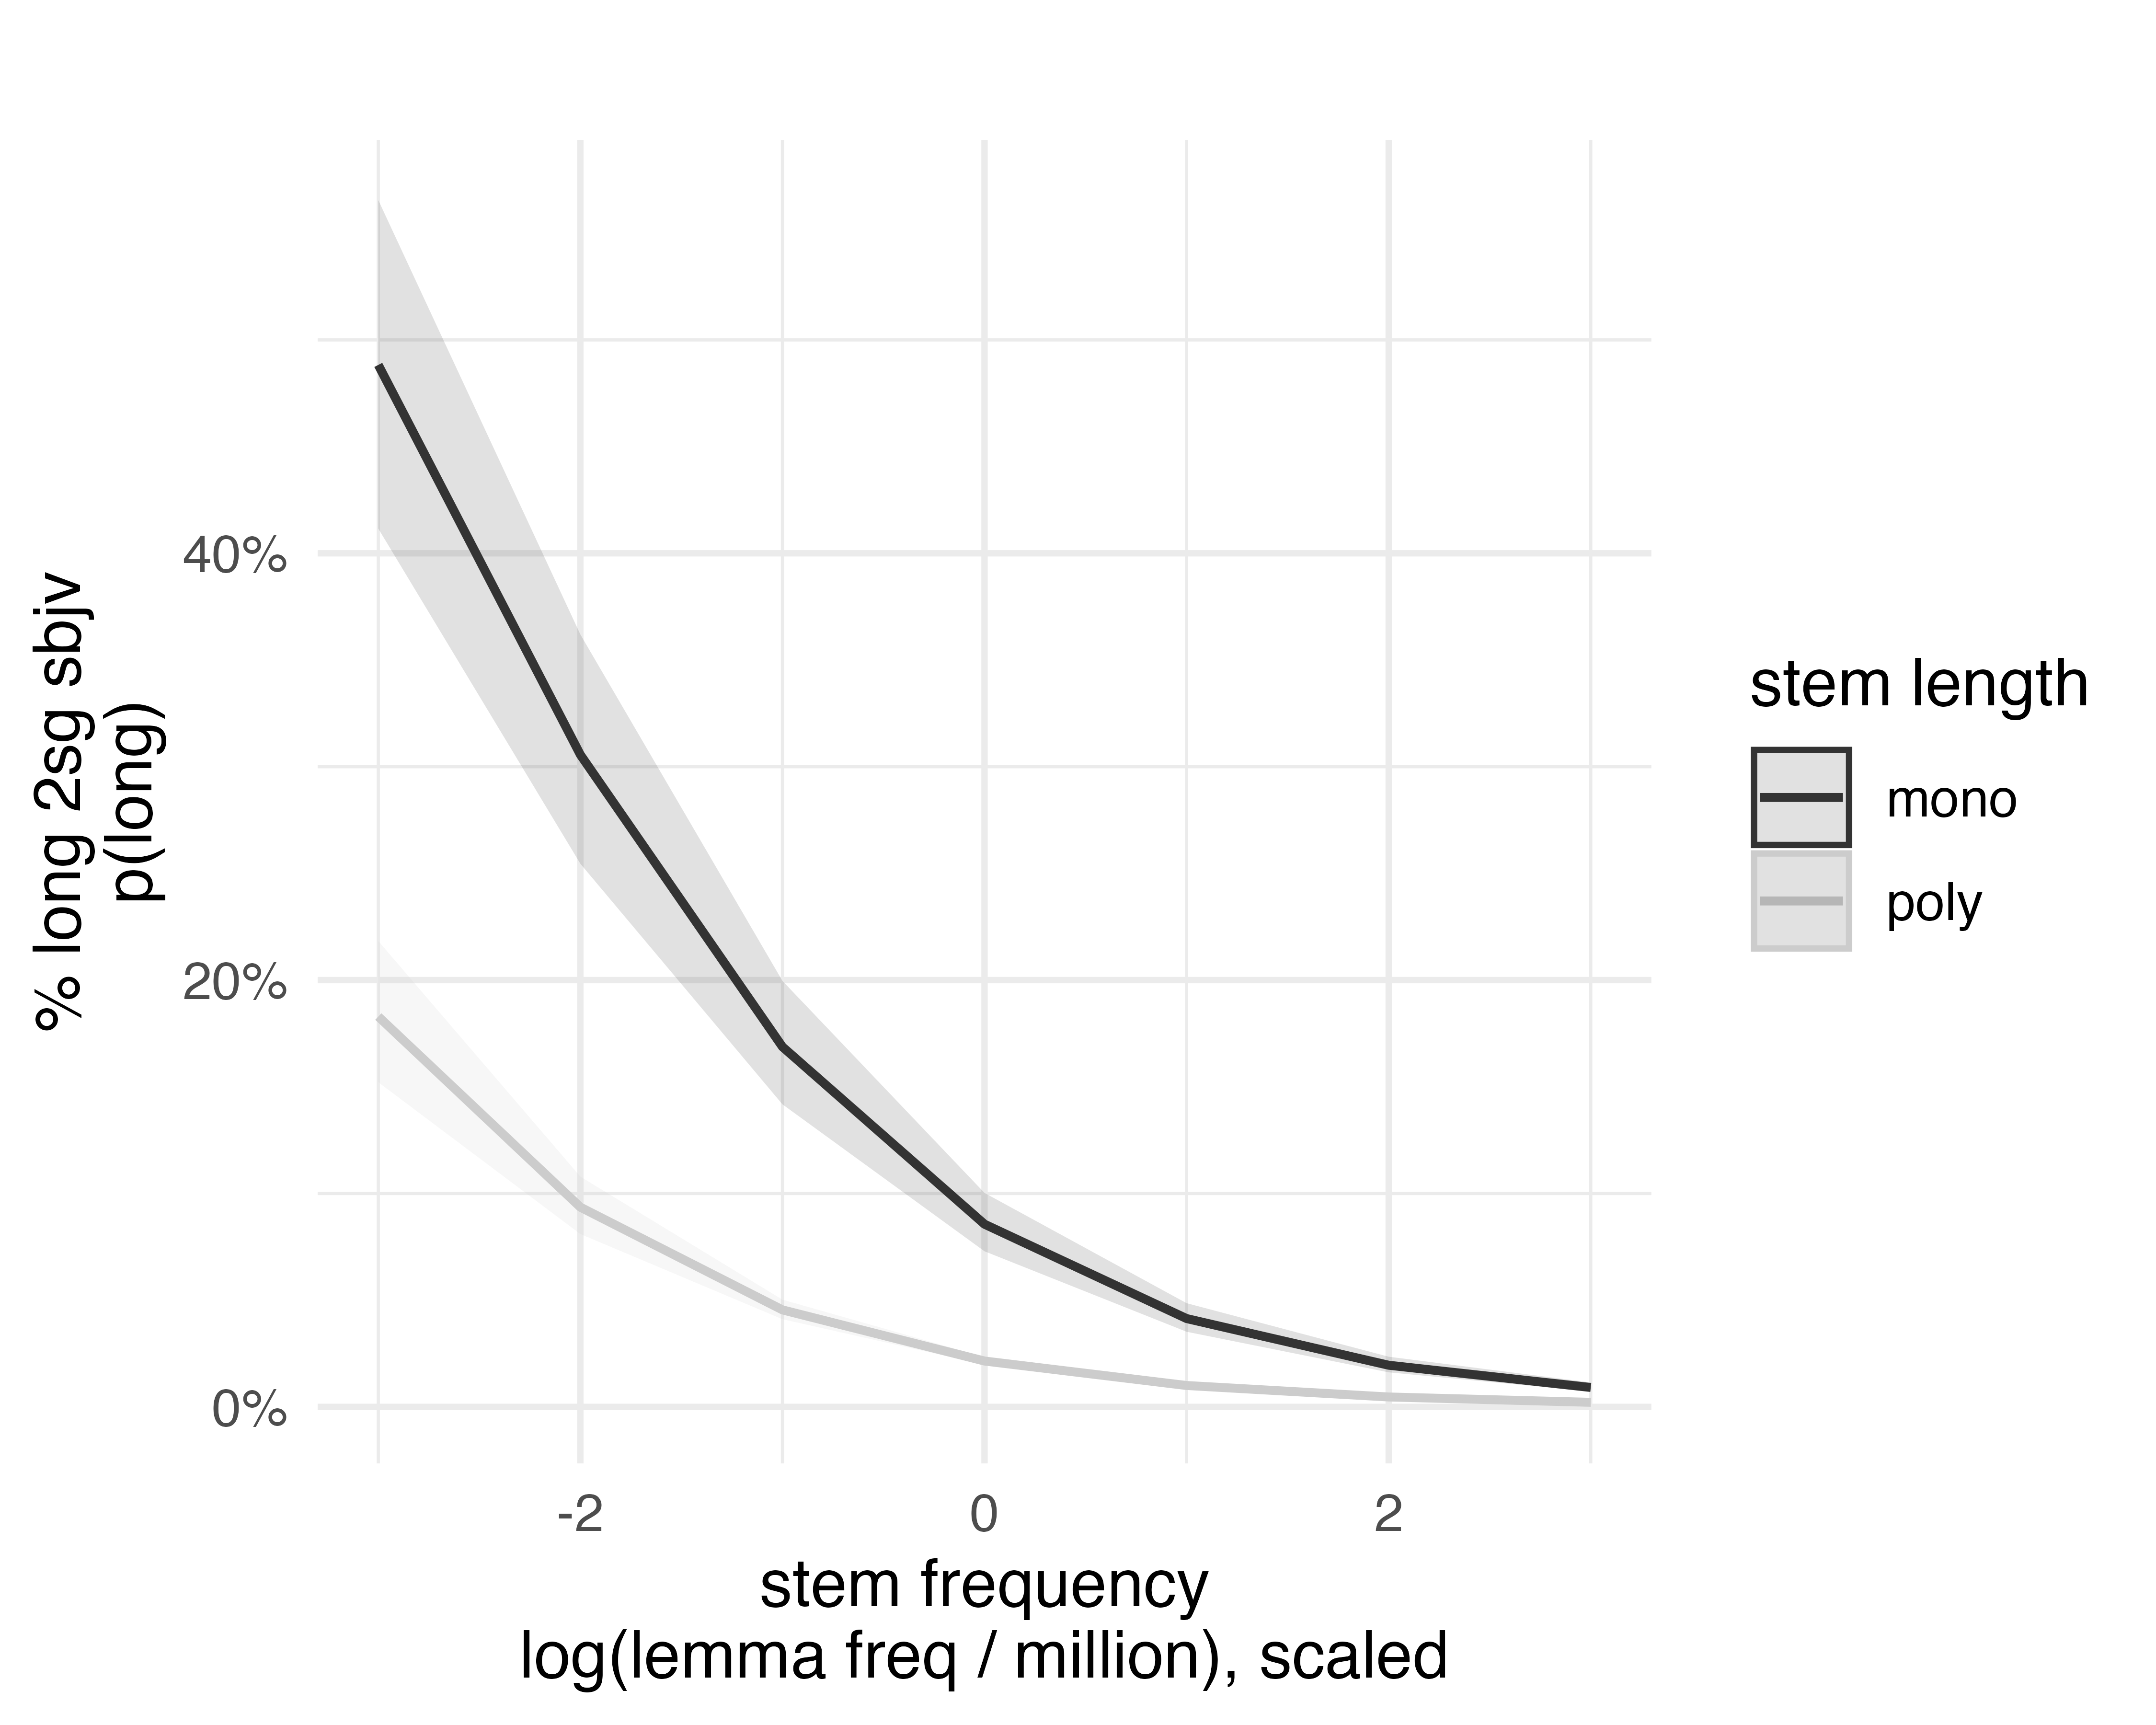 % long 2sg sbjv
p(long)
40%
20%
0%
-2
0
2
stem frequency
log(lemma freq / million), scaled
stem length
mono
poly